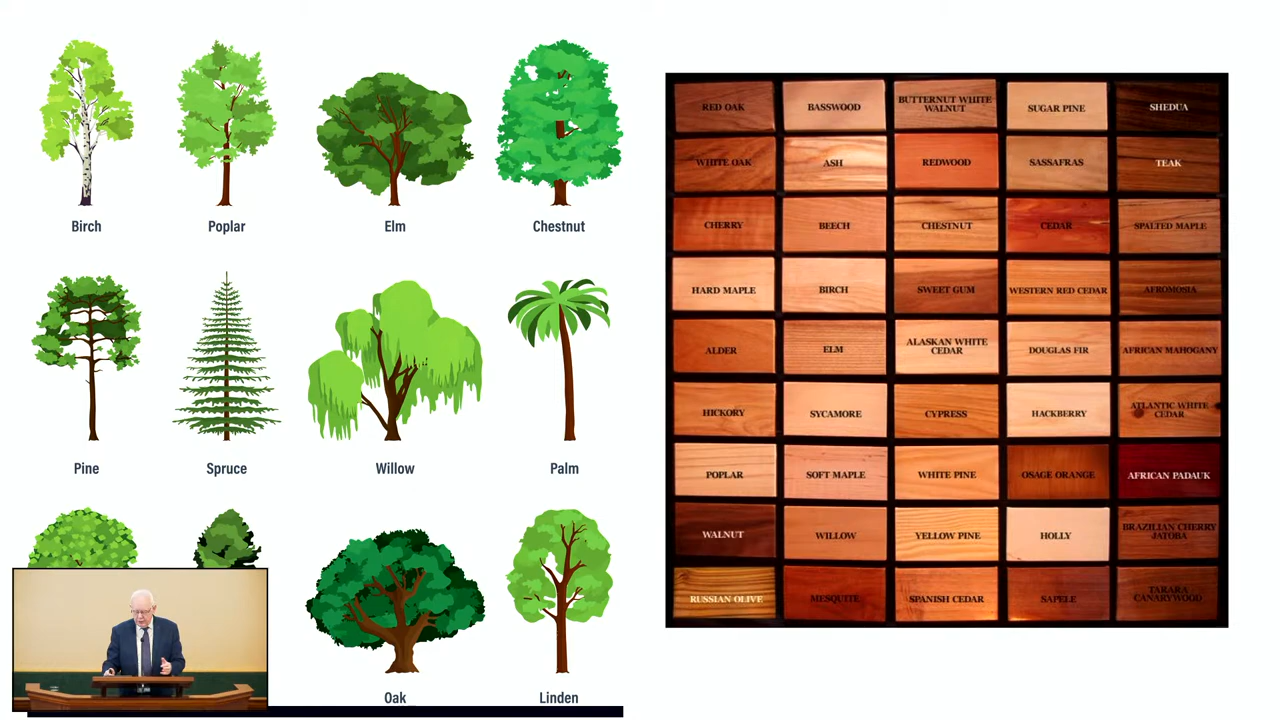 Birch
Poplar
Elm
Chestnut
Pine
Spruce
Willow
Palm
Oak
Linden
RED OAK
BASSWOOD
BUTTERNUT WHITE
WALNUT
SUGAR PINE
SHEDUA
WHITE OAK
ASH
REDWOOD
SASSAFRAS
TEAK
CHERRY
BEECH
CHESTNUT
CEDAR
SPALTED MAPLE
HARD MAPLE
BIRCH
SWEET GUM
WESTERN RED CEDAR
AFROMOSIA
ALDER
ELM
ALASKAN WHITE
CEDAR
DOUGLAS FIR
AFRICAN MAHOGANY
HICKORY
SYCAMORE
CYPRESS
HACKBERRY
ATLANTIC WHITE
CEDAR
POPLAR
SOFT MAPLE
WHITE PINE
OSAGE ORANGE
AFRICAN PADAUK
WALNUT
WILLOW
YELLOW PINE
HOLLY
BRAZILIAN CHERRY
JATOBA
RUSSIAN OLIVE
MESQUITE
SPANISH CEDAR
SAPELE
TARARA
CANARYWOOD